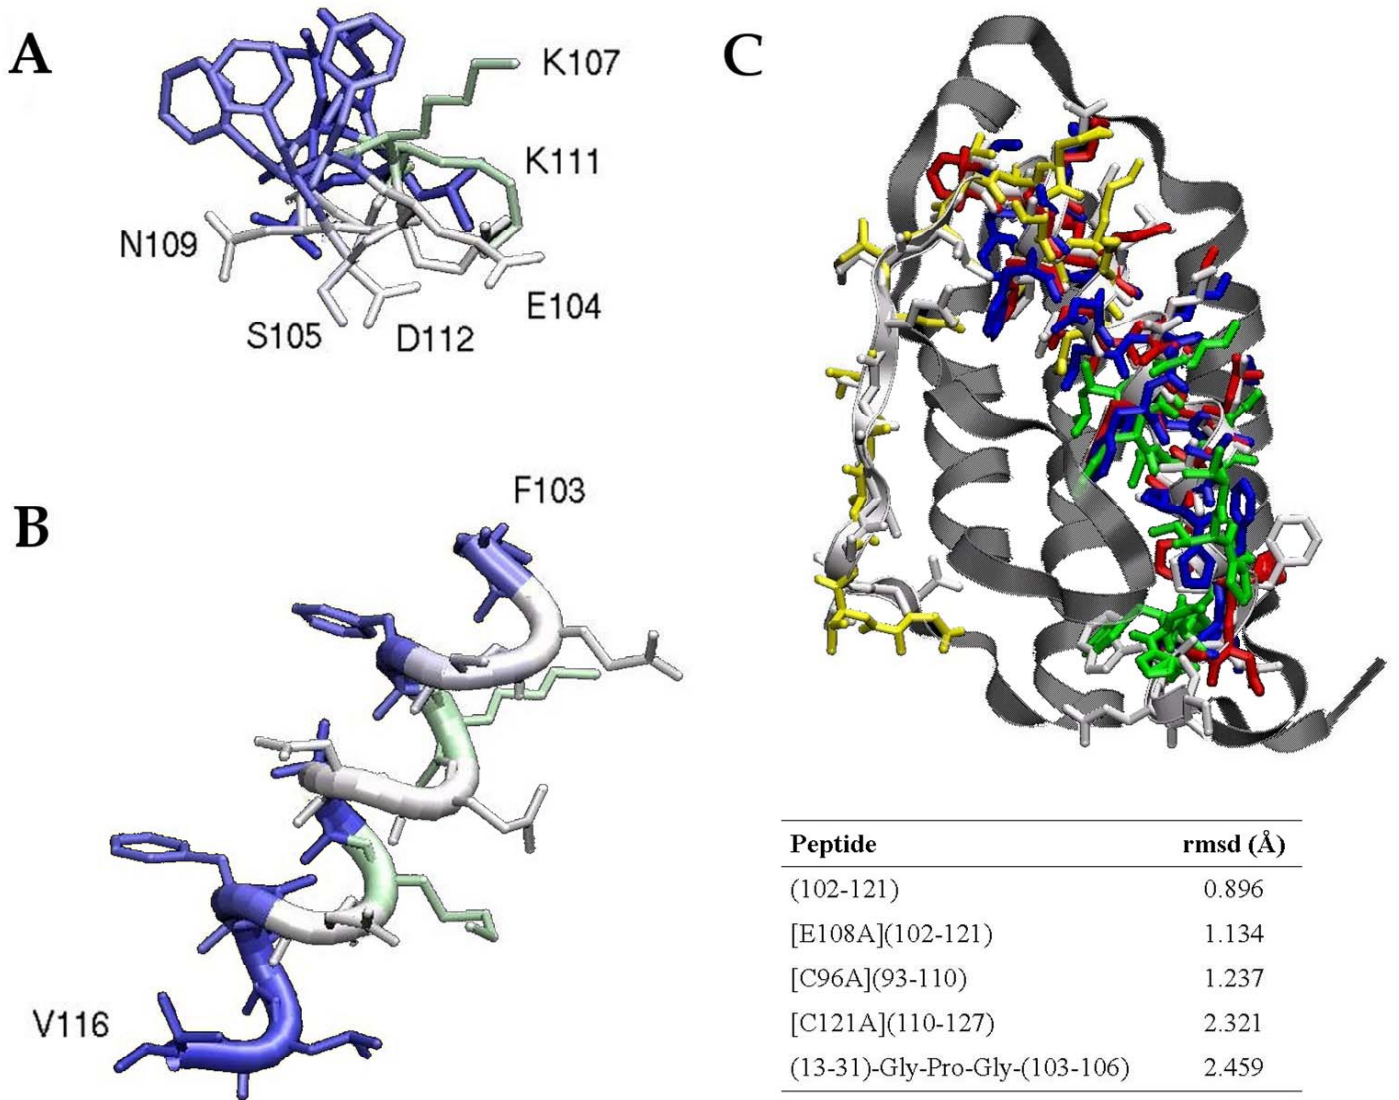 A
K107
K111
N109
E104
S105
D112
B
F103
V116
C
Peptide rmsd (Å)
(102-121) 0.896
[E108A](102-121) 1.134
[C96A](93-110) 1.237
[C121A](110-127) 2.321
(13-31)-Gly-Pro-Gly-(103-106) 2.459